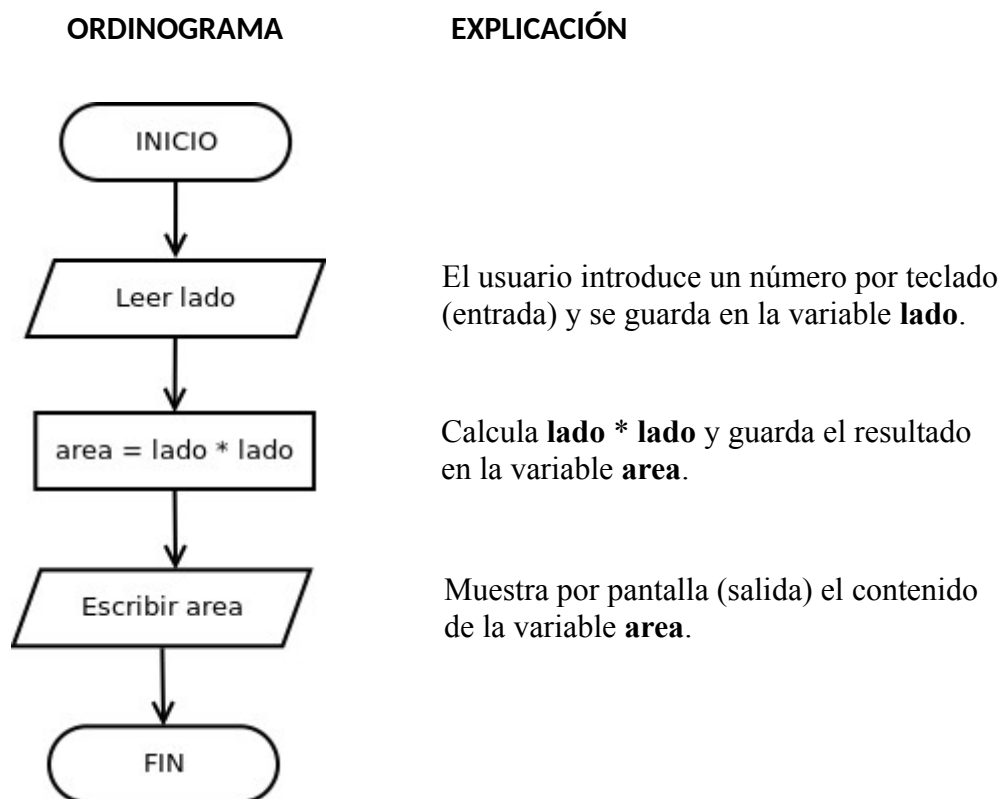 ORDINOGRAMA EXPLICACIÓN
INICIO
Leer lado
El usuario introduce un número por teclado
(entrada) y se guarda en la variable lado.
area = lado * lado
Calcula lado * lado y guarda el resultado
en la variable area.
Escribir area
Muestra por pantalla (salida) el contenido
de la variable area.
FIN